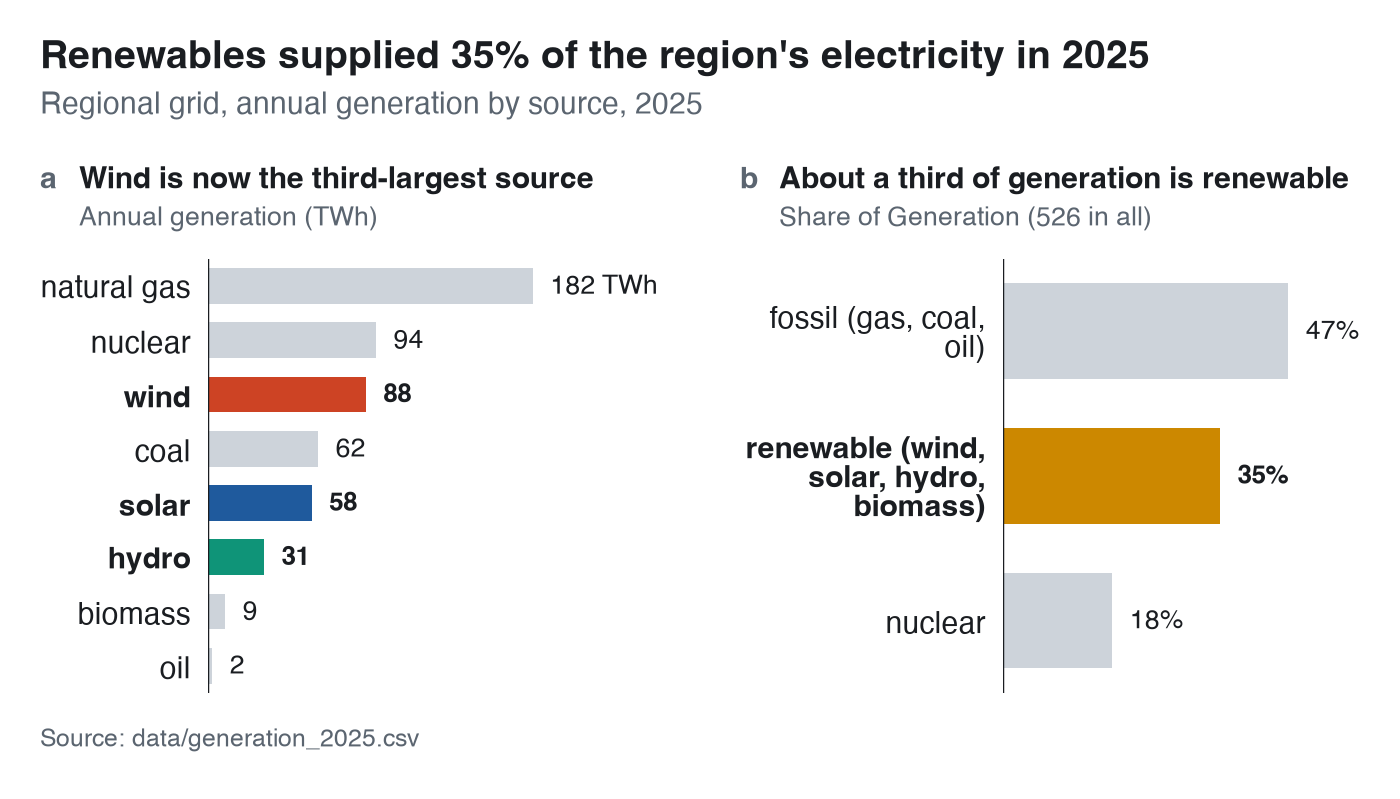 Renewables supplied 35% of the region's electricity in 2025
Regional grid, annual generation by source, 2025
a Wind is now the third-largest source
Annual generation (TWh)
natural gas 182 TWh
nuclear 94
wind 88
coal 62
solar 58
hydro 31
biomass 9
oil 2
b About a third of generation is renewable
Share of Generation (526 in all)
fossil (gas, coal,
oil)
47%
renewable (wind,
solar, hydro,
biomass)
35%
nuclear 18%
Source: data/generation_2025.csv